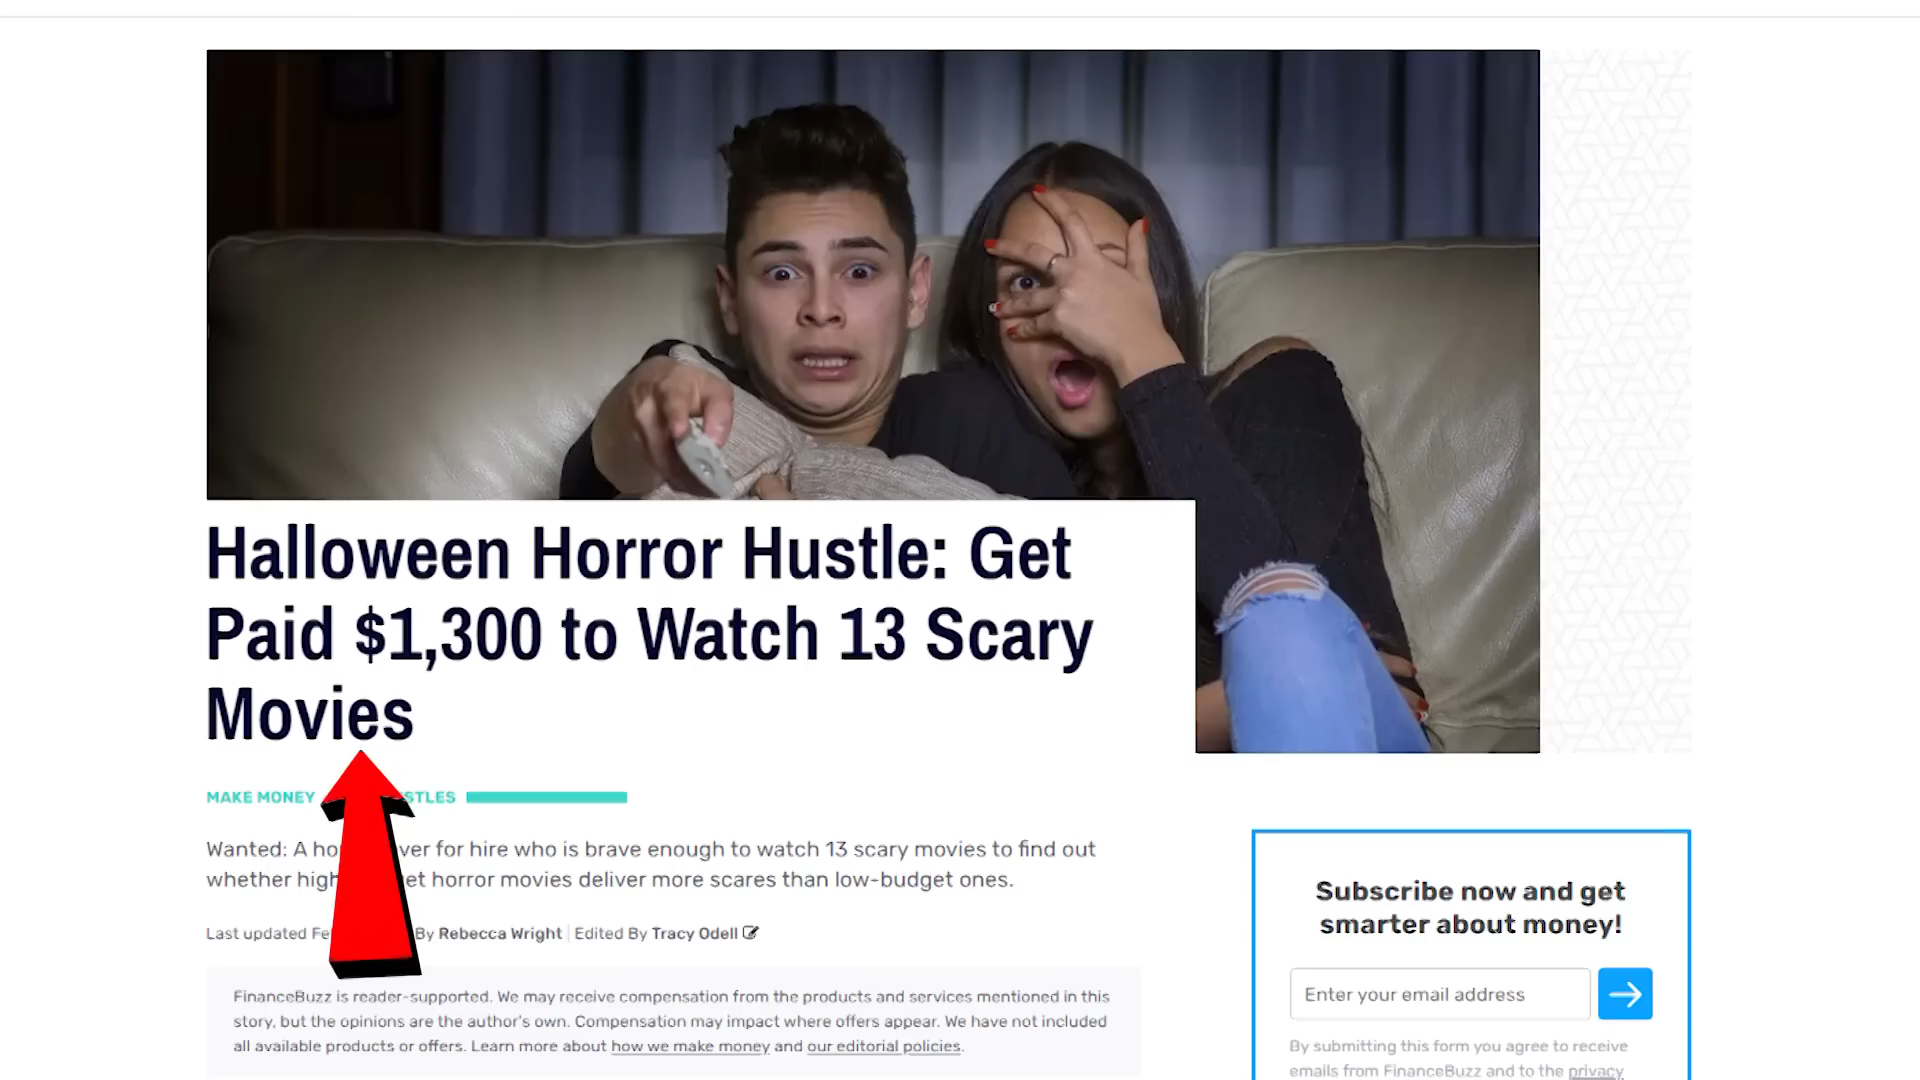 Halloween Horror Hustle: Get
Paid $1,300 to Watch 13 Scary
Movies
MAKE MONEY
Wanted: A for hire who is brave enough to watch 13 scary movies to find out
whether horror movies deliver more scares than low-budget ones.
Last updated By Rebecca Wright | Edited By Tracy Odell
FinanceBuzz is reader-supported. We may receive compensation from the products and services mentioned in this
story, but the opinions are the author's own. Compensation may impact where offers appear. We have not included
all available products or offers. Learn more about how we make money and our editorial policies.
Subscribe now and get
smarter about money!
Enter your email address
By submitting this form you agree to receive
emails from FinanceBuzz and to the privacy